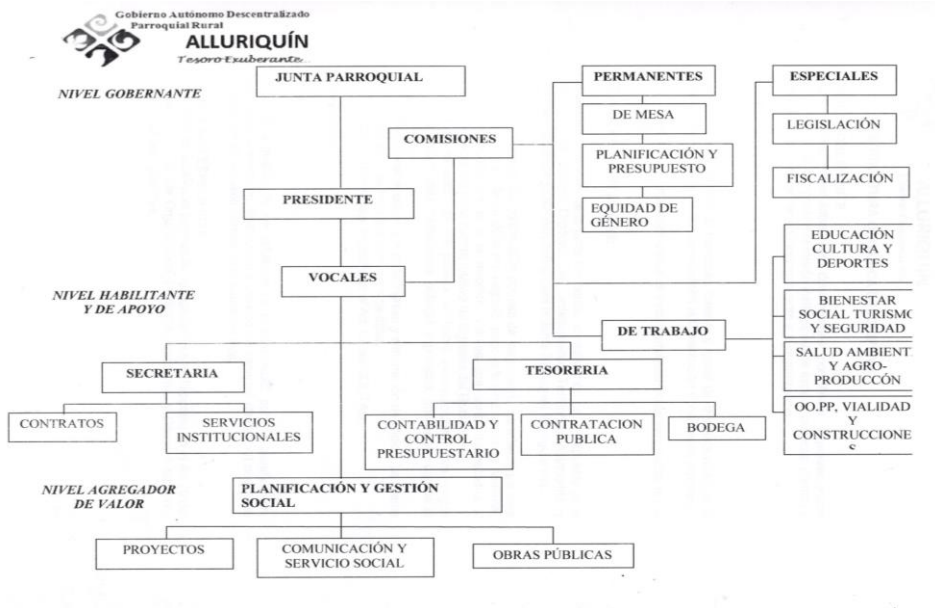 Gobierno Autónomo Descentralizado
Parroquial Rural
ALLURIQUÍN
Tesoro Exuberante...
NIVEL GOBERNANTE
JUNTA PARROQUIAL
PRESIDENTE
VOCALES
COMISIONES
PERMANENTES
DE MESA
PLANIFICACIÓN Y
PRESUPUESTO
EQUIDAD DE
GÉNERO
ESPECIALES
LEGISLACIÓN
FISCALIZACIÓN
DE TRABAJO
EDUCACIÓN
CULTURA Y
DEPORTES
BIENESTAR
SOCIAL TURISMO
Y SEGURIDAD
SALUD AMBIENT
Y AGRO-
PRODUCCÓN
OO.PP, VIALIDAD
Y
CONSTRUCCIONE
S
NIVEL HABILITANTE
Y DE APOYO
SECRETARIA
CONTRATOS
SERVICIOS
INSTITUCIONALES
TESORERIA
CONTABILIDAD Y
CONTROL
PRESUPUESTARIO
CONTRATACION
PUBLICA
BODEGA
NIVEL AGREGADOR
DE VALOR
PLANIFICACIÓN Y GESTIÓN
SOCIAL
PROYECTOS
COMUNICACIÓN Y
SERVICIO SOCIAL
OBRAS PÚBLICAS